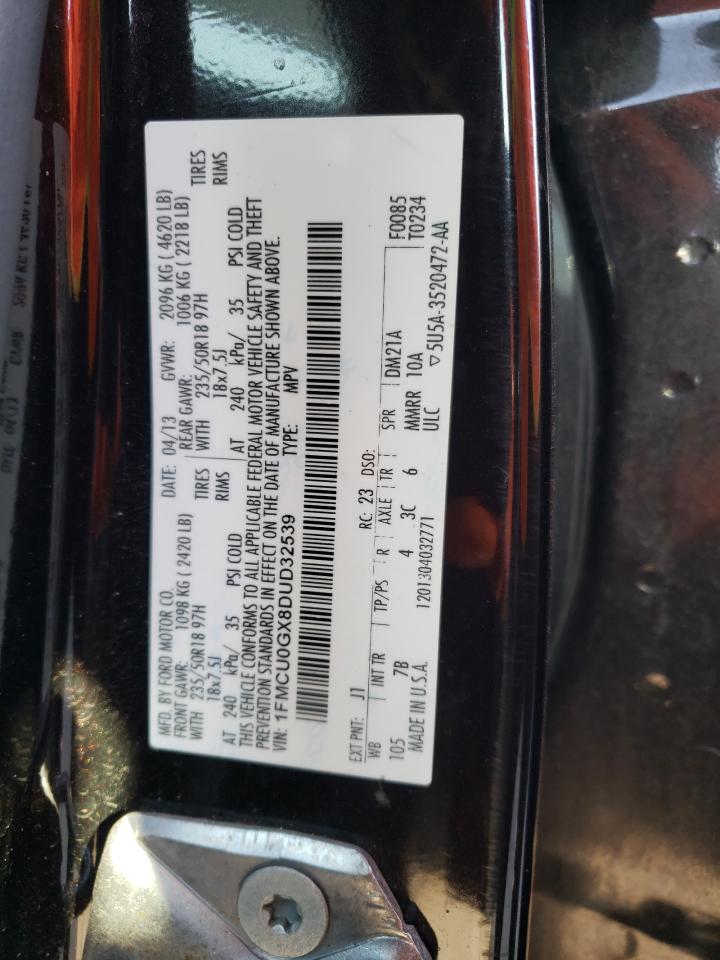 MFD. BY FORD MOTOR CO. DATE: 04/13 GVWR: 2096 KG ( 4620 LB)
FRONT GAWR: 1098 KG ( 2420 LB) REAR GAWR: 1006 KG ( 2218 LB)
WITH 235/50R18 97H TIRES WITH 235/50R18 97H TIRES
18x7.5J RIMS 18x7.5J RIMS
AT 240 kPa/ 35 PSI COLD AT 240 kPa/ 35 PSI COLD
THIS VEHICLE CONFORMS TO ALL APPLICABLE FEDERAL MOTOR VEHICLE SAFETY AND THEFT
PREVENTION STANDARDS IN EFFECT ON THE DATE OF MANUFACTURE SHOWN ABOVE.
VIN: 1FMCU0GX8DUD32539 TYPE: MPV
EXT PNT: J1 RC: 23 DSO:
WB INT TR TP/PS R AXLE TR SPR DM21A F0085
105 7B 4 3C 6 MMRR 10A T0234
MADE IN U.S.A. 1201304032771 ULC ▽5U5A-3520472-AA